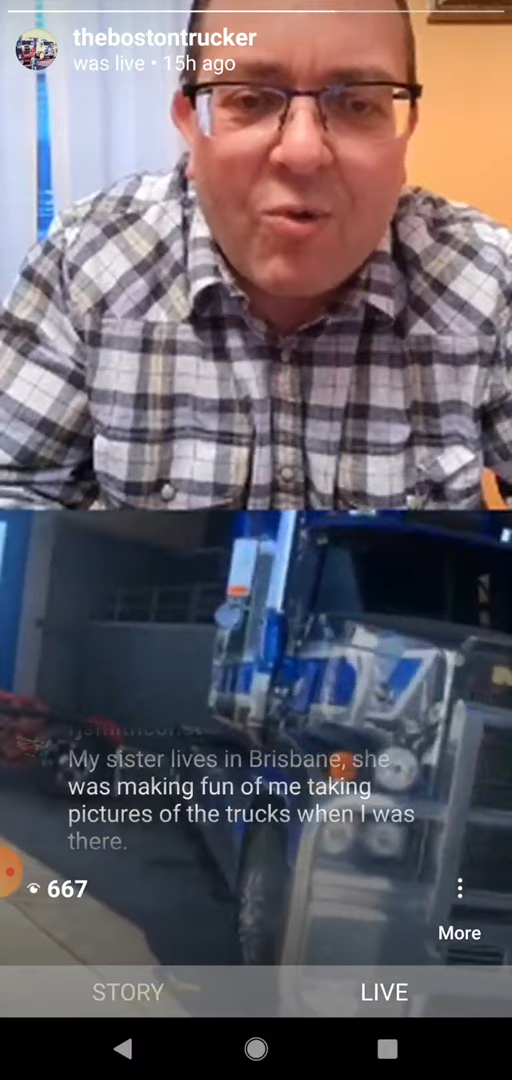 thebostontrucker
was live • 15h ago
My sister lives in Brisbane, she
was making fun of me taking
pictures of the trucks when I was
there.
667
More
STORY
LIVE